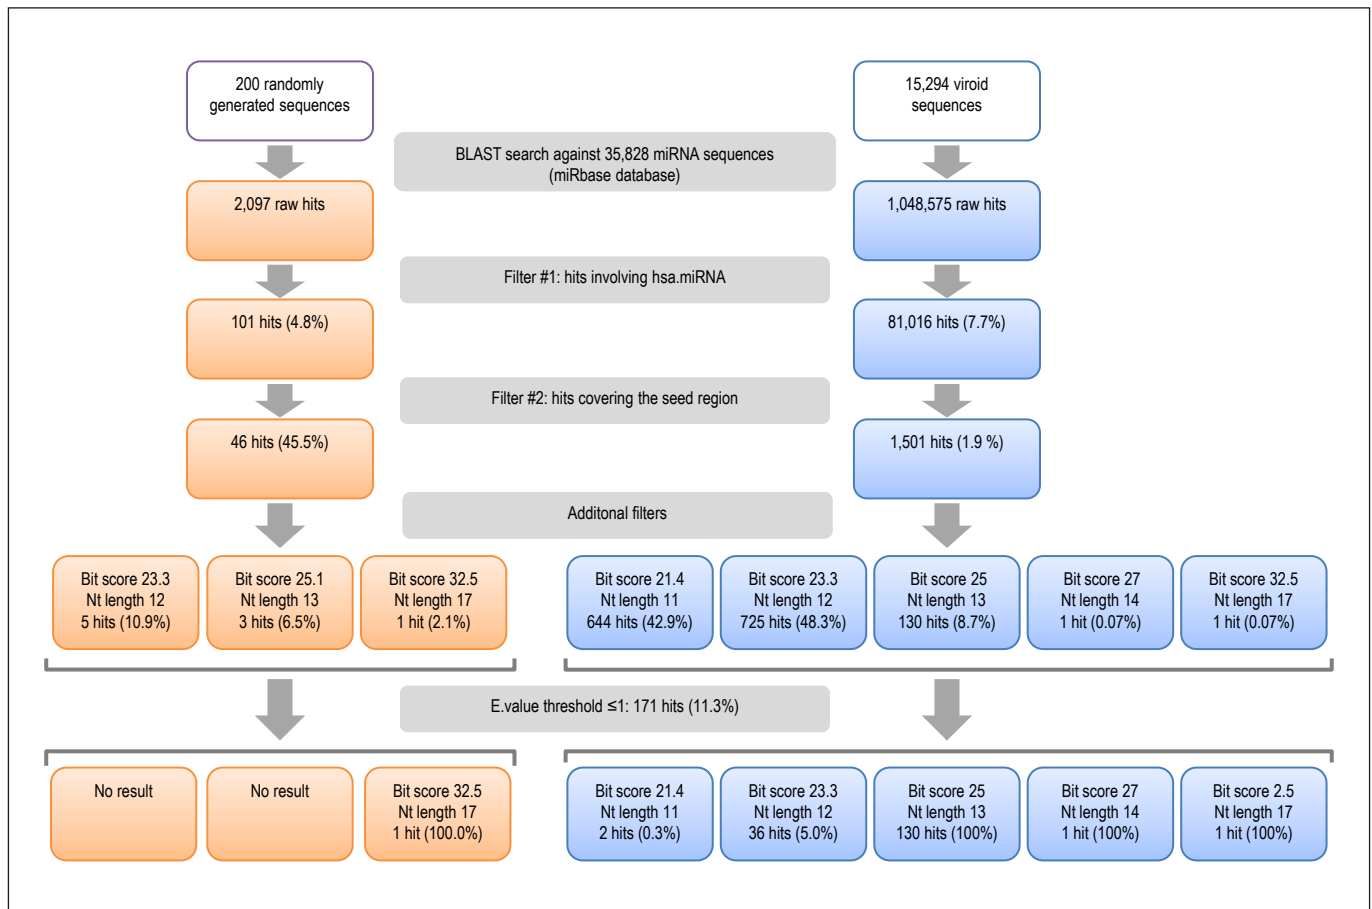 200 randomly
generated sequences
15,294 viroid
sequences
BLAST search against 35,828 miRNA sequences
(miRbase database)
2,097 raw hits
1,048,575 raw hits
Filter #1: hits involving hsa.miRNA
101 hits (4.8%)
81,016 hits (7.7%)
Filter #2: hits covering the seed region
46 hits (45.5%)
1,501 hits (1.9 %)
Additonal filters
Bit score 23.3
Nt length 12
5 hits (10.9%)
Bit score 25.1
Nt length 13
3 hits (6.5%)
Bit score 32.5
Nt length 17
1 hit (2.1%)
Bit score 21.4
Nt length 11
644 hits (42.9%)
Bit score 23.3
Nt length 12
725 hits (48.3%)
Bit score 25
Nt length 13
130 hits (8.7%)
Bit score 27
Nt length 14
1 hit (0.07%)
Bit score 32.5
Nt length 17
1 hit (0.07%)
E.value threshold ≤1: 171 hits (11.3%)
No result
No result
Bit score 32.5
Nt length 17
1 hit (100.0%)
Bit score 21.4
Nt length 11
2 hits (0.3%)
Bit score 23.3
Nt length 12
36 hits (5.0%)
Bit score 25
Nt length 13
130 hits (100%)
Bit score 27
Nt length 14
1 hit (100%)
Bit score 2.5
Nt length 17
1 hit (100%)